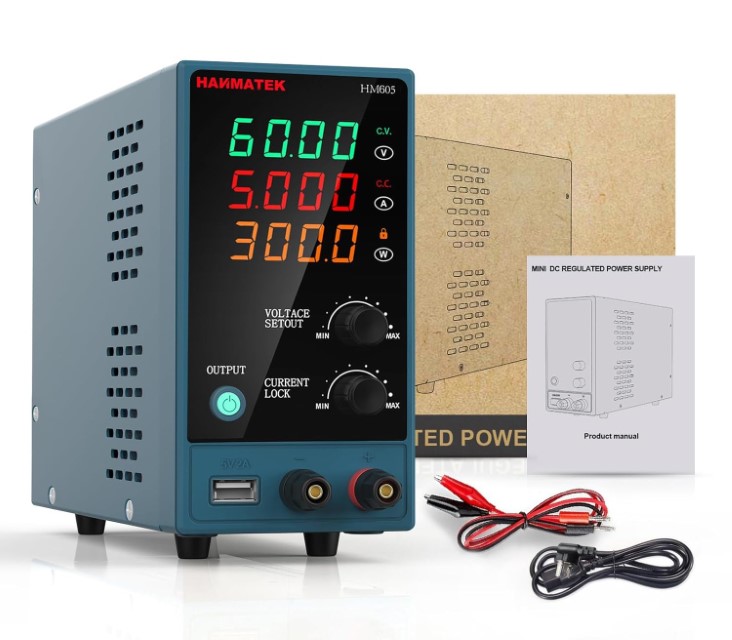 HANMATEK
HM605
60.00
C.V.
V
5.000
C.C.
A
300.0
W
VOLTACE
SETOUT
MIN
MAX
OUTPUT
CURRENT
LOCK
MIN
MAX
5V2A
- +
TED POWE
MINI DC REGULATED POWER SUPPLY
Product manual